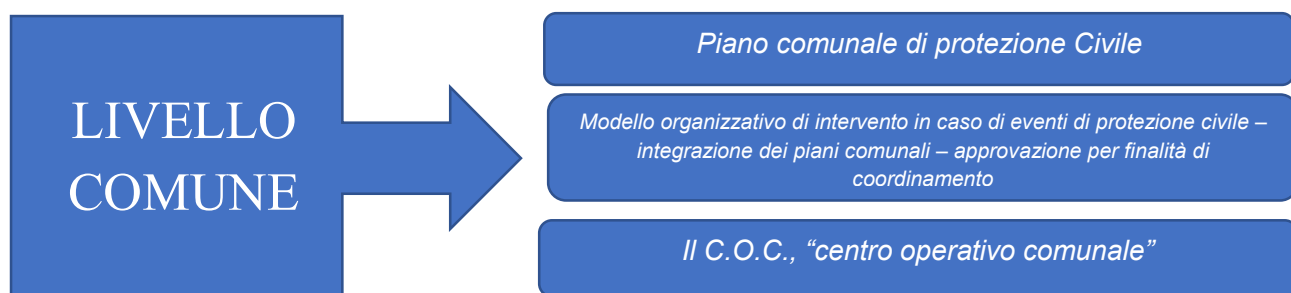 LIVELLO
COMUNE
Piano comunale di protezione Civile
Modello organizzativo di intervento in caso di eventi di protezione civile –
integrazione dei piani comunali – approvazione per finalità di
coordinamento
Il C.O.C., “centro operativo comunale”